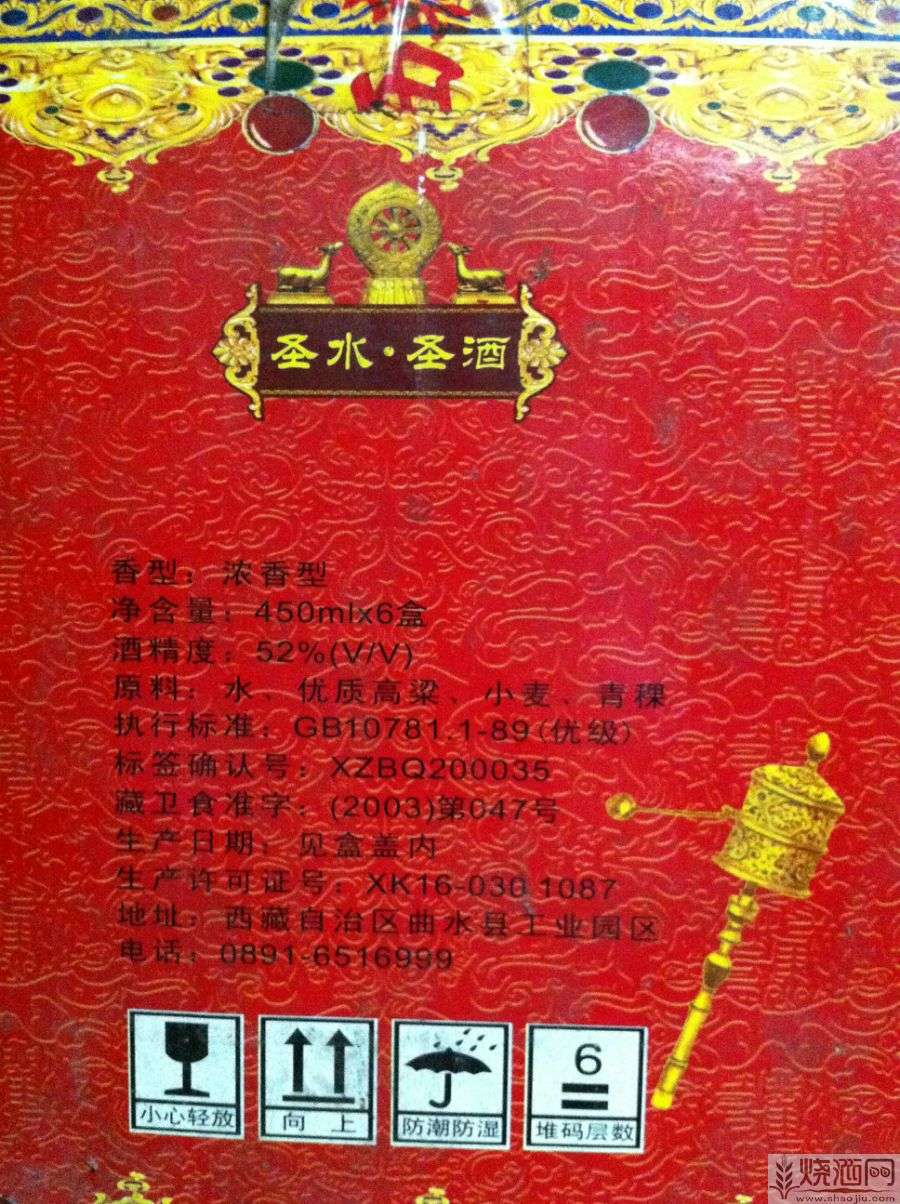 圣水·圣酒
香型：浓香型
净含量：450mlx6盒
酒精度：52%(V/V)
原料：水、优质高粱、小麦、青稞
执行标准：GB10781.1-89(优级)
标签确认号：XZBQ200035
藏卫食准字：(2003)第047号
生产日期：见盒盖内
生产许可证号：XK16-030 1087
地址：西藏自治区曲水县工业园区
电话：0891-6516999
小心轻放
向上
防潮防湿
6
堆码层数
烧酒网
www.shaojiu.com